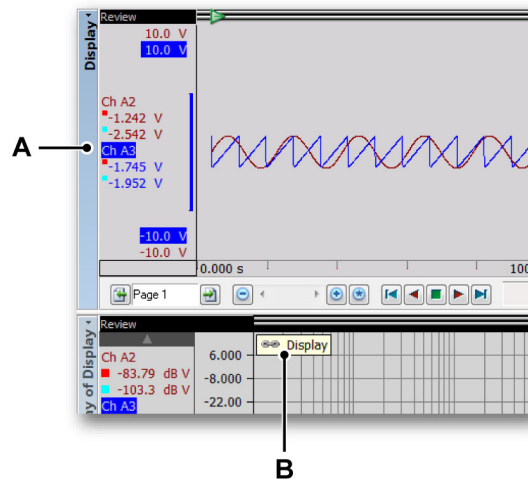 Display
Review
10.0 V
10.0 V
Ch A2
-1.242 V
-2.542 V
Ch A3
-1.745 V
-1.952 V
-10.0 V
-10.0 V
A
0.000 s
100
Page 1
Review
Ch A2
-83.79 dB V
-103.3 dB V
Ch A3
y of Display
6.000
-8.000
-22.00
Display
B